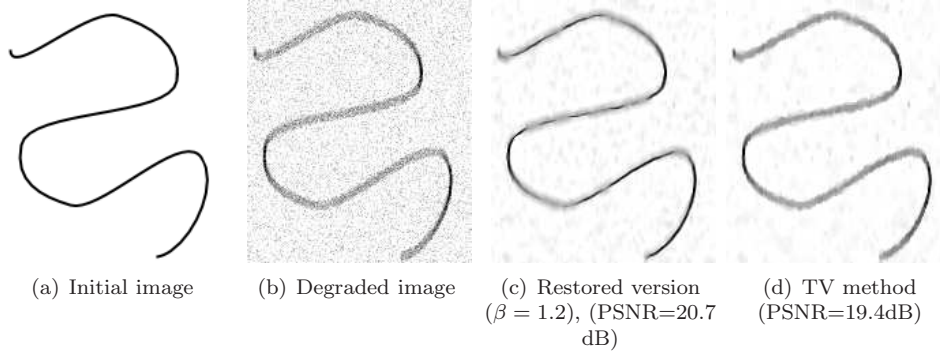 (a) Initial image
(b) Degraded image
(c) Restored version
(β = 1.2), (PSNR=20.7
dB)
(d) TV method
(PSNR=19.4dB)